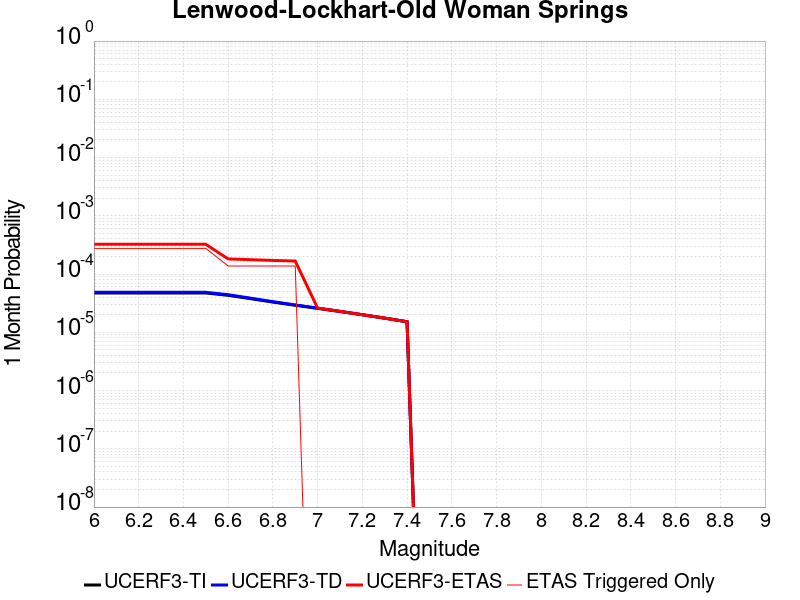 Lenwood-Lockhart-Old Woman Springs
10^0
10^-1
10^-2
10^-3
10^-4
10^-5
10^-6
10^-7
10^-8
1 Month Probability
6 6.2 6.4 6.6 6.8 7 7.2 7.4 7.6 7.8 8 8.2 8.4 8.6 8.8 9
Magnitude
UCERF3-TI UCERF3-TD UCERF3-ETAS ETAS Triggered Only